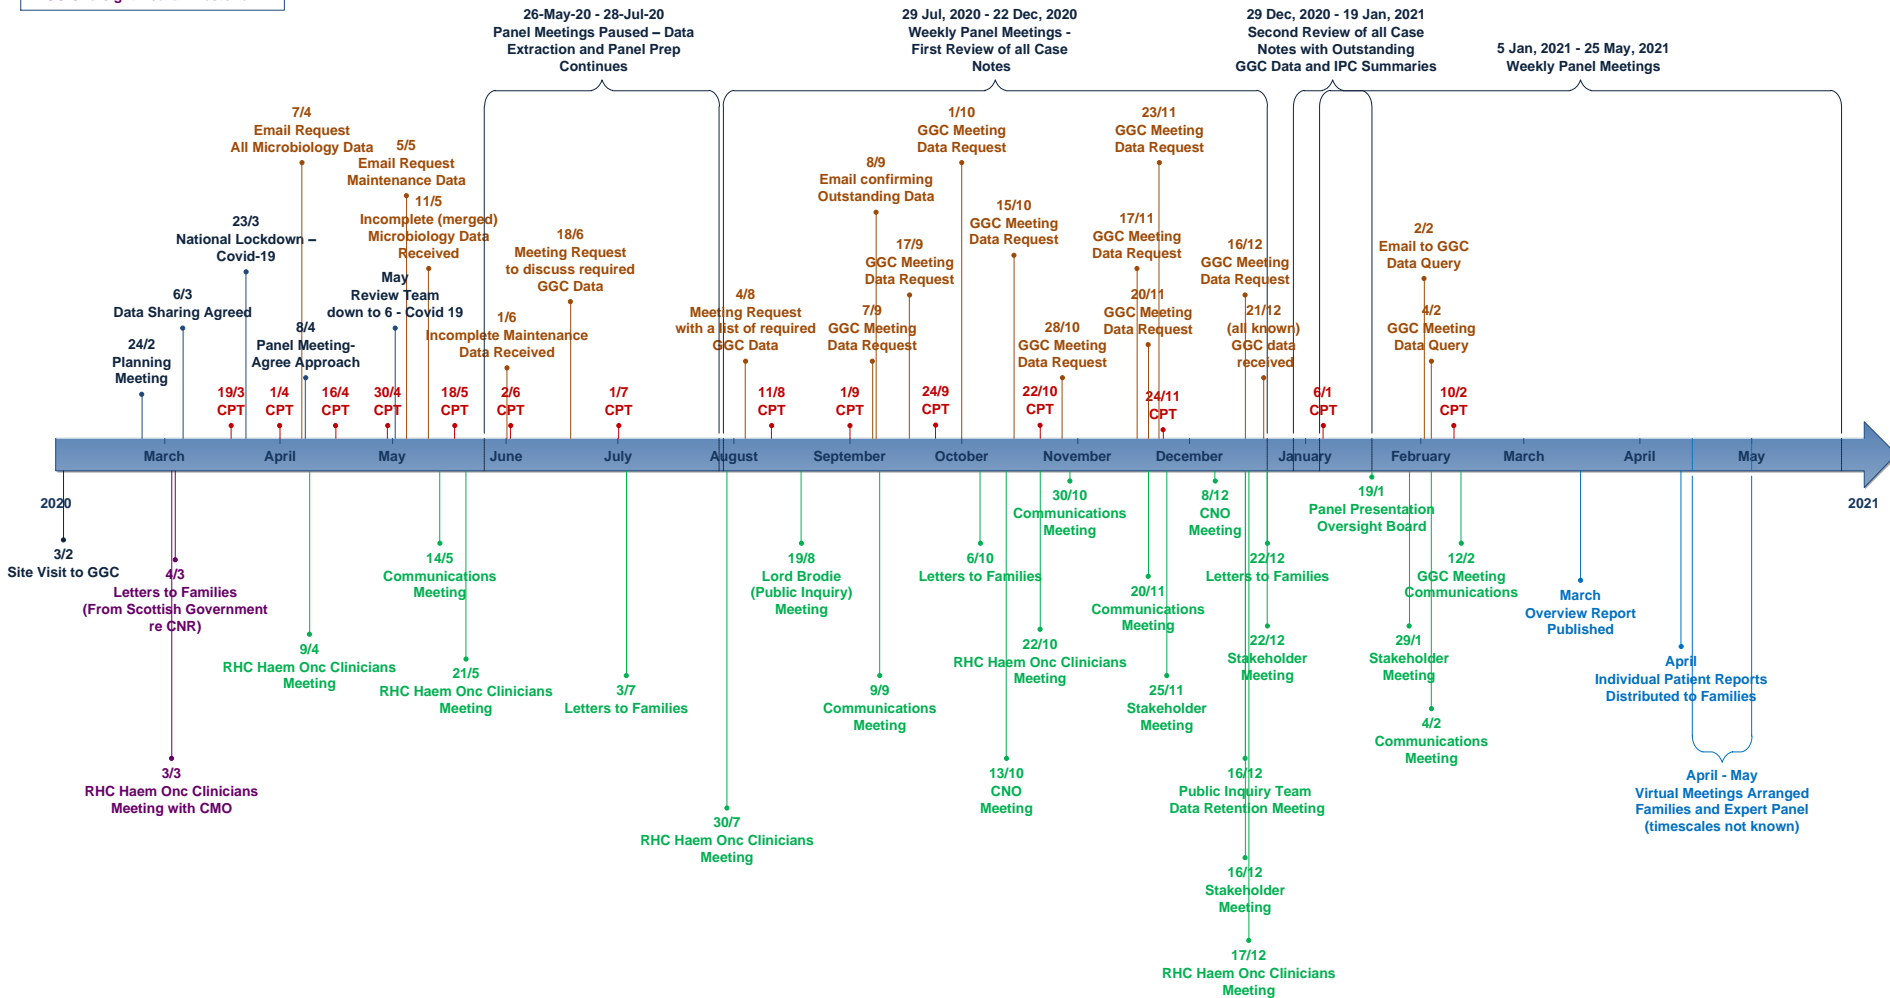 26-May-20 - 28-Jul-20
Panel Meetings Paused – Data
Extraction and Panel Prep
Continues
29 Jul, 2020 - 22 Dec, 2020
Weekly Panel Meetings -
First Review of all Case
Notes
29 Dec, 2020 - 19 Jan, 2021
Second Review of all Case
Notes with Outstanding
GGC Data and IPC Summaries
5 Jan, 2021 - 25 May, 2021
Weekly Panel Meetings
7/4
Email Request
All Microbiology Data
5/5
Email Request
Maintenance Data
11/5
Incomplete (merged)
Microbiology Data
Received
23/3
National Lockdown –
Covid-19
6/3
Data Sharing Agreed
24/2
Planning
Meeting
8/4
Panel Meeting-
Agree Approach
May
Review Team
down to 6 - Covid 19
18/6
Meeting Request
to discuss required
GGC Data
1/6
Incomplete Maintenance
Data Received
4/8
Meeting Request
with a list of required
GGC Data
8/9
Email confirming
Outstanding Data
17/9
GGC Meeting
Data Request
7/9
GGC Meeting
Data Request
1/10
GGC Meeting
Data Request
15/10
GGC Meeting
Data Request
28/10
GGC Meeting
Data Request
23/11
GGC Meeting
Data Request
17/11
GGC Meeting
Data Request
20/11
GGC Meeting
Data Request
16/12
GGC Meeting
Data Request
21/12
(all known)
GGC data
received
2/2
Email to GGC
Data Query
4/2
GGC Meeting
Data Query
19/3
CPT
1/4
CPT
16/4
CPT
30/4
CPT
18/5
CPT
2/6
CPT
1/7
CPT
11/8
CPT
1/9
CPT
24/9
CPT
22/10
CPT
24/11
CPT
6/1
CPT
10/2
CPT
March
April
May
June
July
August
September
October
November
December
January
February
March
April
May
2020
2021
3/2
Site Visit to GGC
4/3
Letters to Families
(From Scottish Government
re CNR)
3/3
RHC Haem Onc Clinicians
Meeting with CMO
9/4
RHC Haem Onc Clinicians
Meeting
14/5
Communications
Meeting
21/5
RHC Haem Onc Clinicians
Meeting
3/7
Letters to Families
30/7
RHC Haem Onc Clinicians
Meeting
19/8
Lord Brodie
(Public Inquiry)
Meeting
9/9
Communications
Meeting
6/10
Letters to Families
13/10
CNO
Meeting
30/10
Communications
Meeting
22/10
RHC Haem Onc Clinicians
Meeting
20/11
Communications
Meeting
25/11
Stakeholder
Meeting
8/12
CNO
Meeting
22/12
Letters to Families
22/12
Stakeholder
Meeting
16/12
Public Inquiry Team
Data Retention Meeting
16/12
Stakeholder
Meeting
17/12
RHC Haem Onc Clinicians
Meeting
19/1
Panel Presentation
Oversight Board
12/2
GGC Meeting
Communications
29/1
Stakeholder
Meeting
4/2
Communications
Meeting
March
Overview Report
Published
April
Individual Patient Reports
Distributed to Families
April - May
Virtual Meetings Arranged
Families and Expert Panel
(timescales not known)